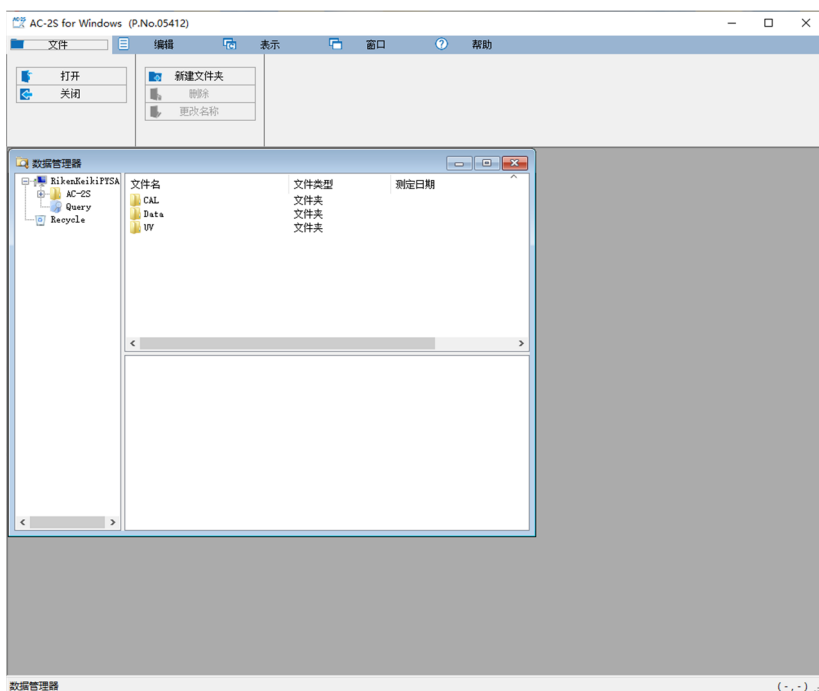 AC-2S for Windows (P.No.05412)
文件 编辑 表示 窗口 帮助
打开 新建文件夹
关闭 删除
更改名称
数据管理器
RikenKeikiPYSA
AC-2S
Query
Recycle
文件名 文件类型 测定日期
CAL 文件夹
Data 文件夹
UV 文件夹
数据管理器 (-,-)